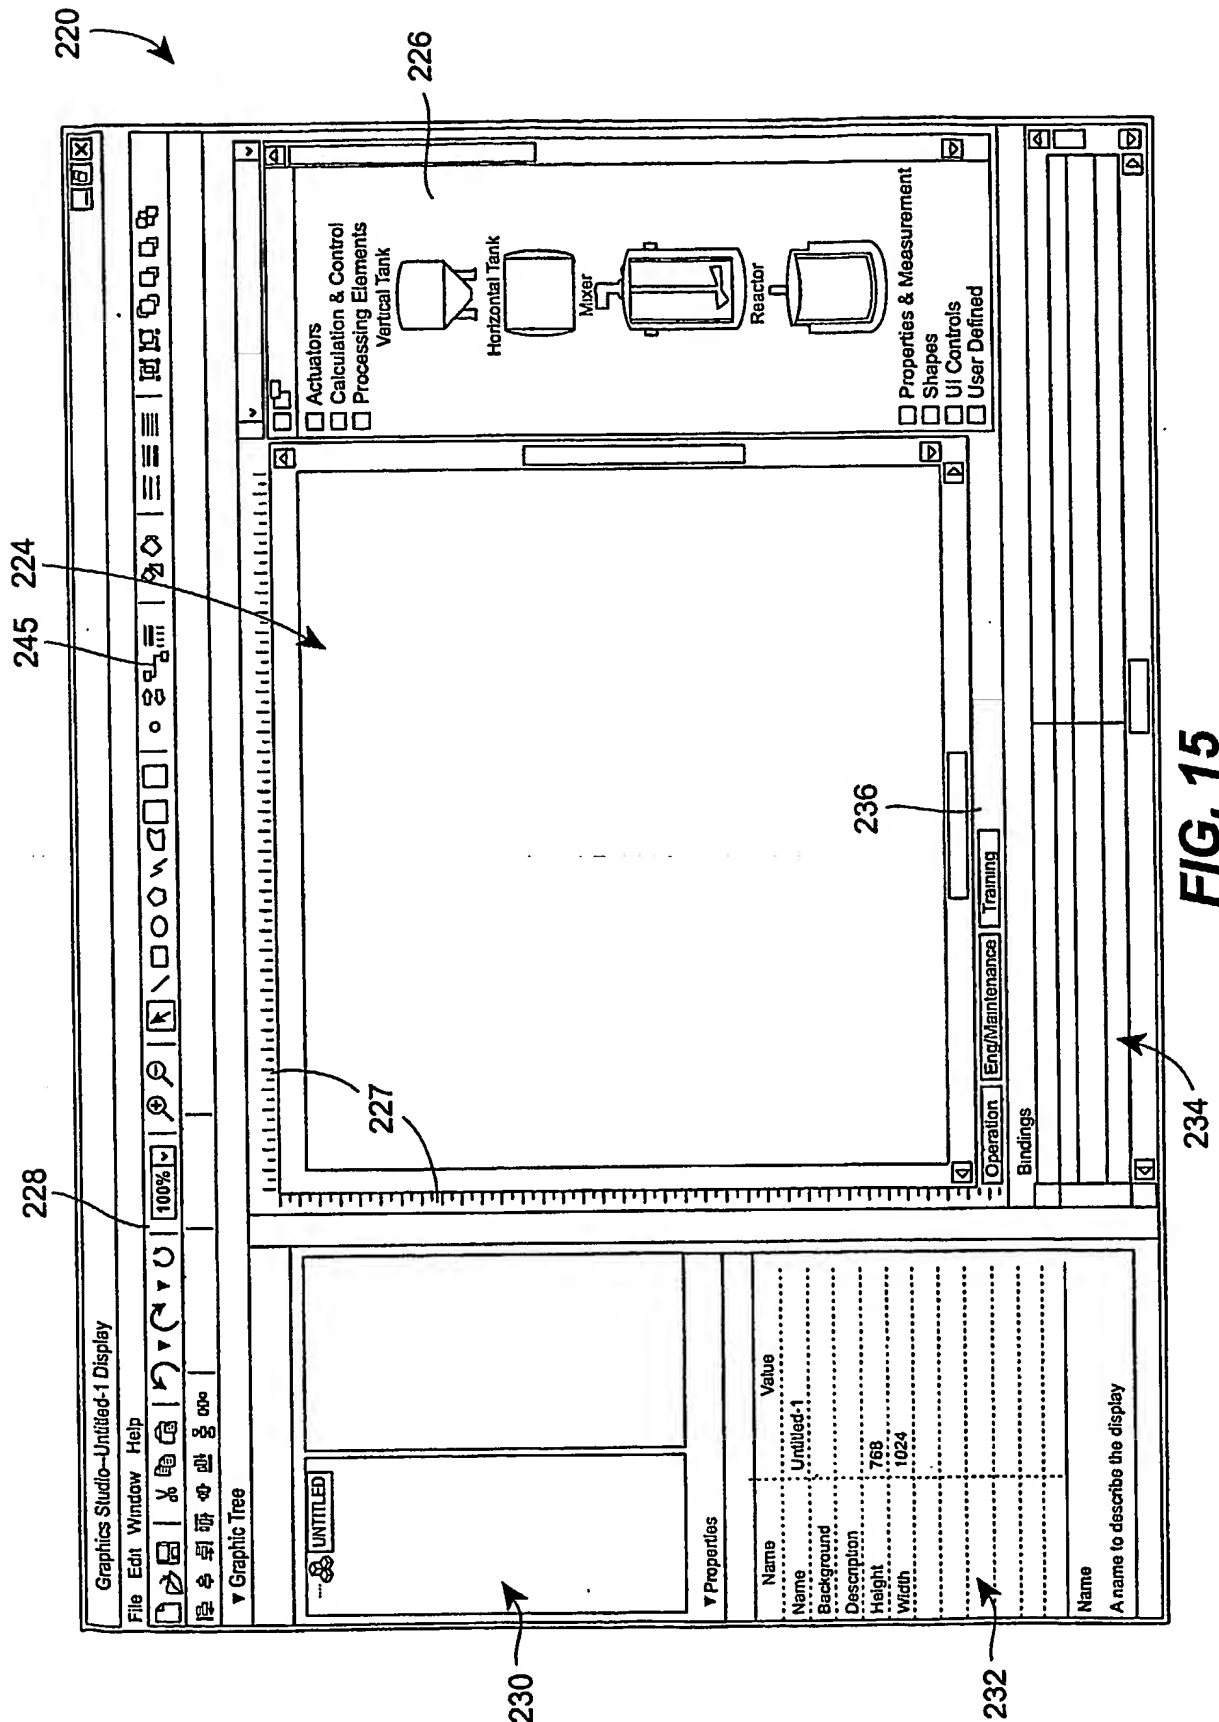 220
Graphics Studio--Untitled-1 Display
File Edit Window Help
228
100%
245
224
226
▼Graphic Tree
UNTITLED
230
227
Actuators
Calculation & Control
Processing Elements
Vertical Tank
Horizontal Tank
Mixer
Reactor
Properties & Measurement
Shapes
UI Controls
User Defined
▼Properties
Name Value
Name Untitled-1
Background
Description
Height 768
Width 1024
232
Name
A name to describe the display
Operation Eng/Maintenance Training
236
Bindings
234
FIG. 15